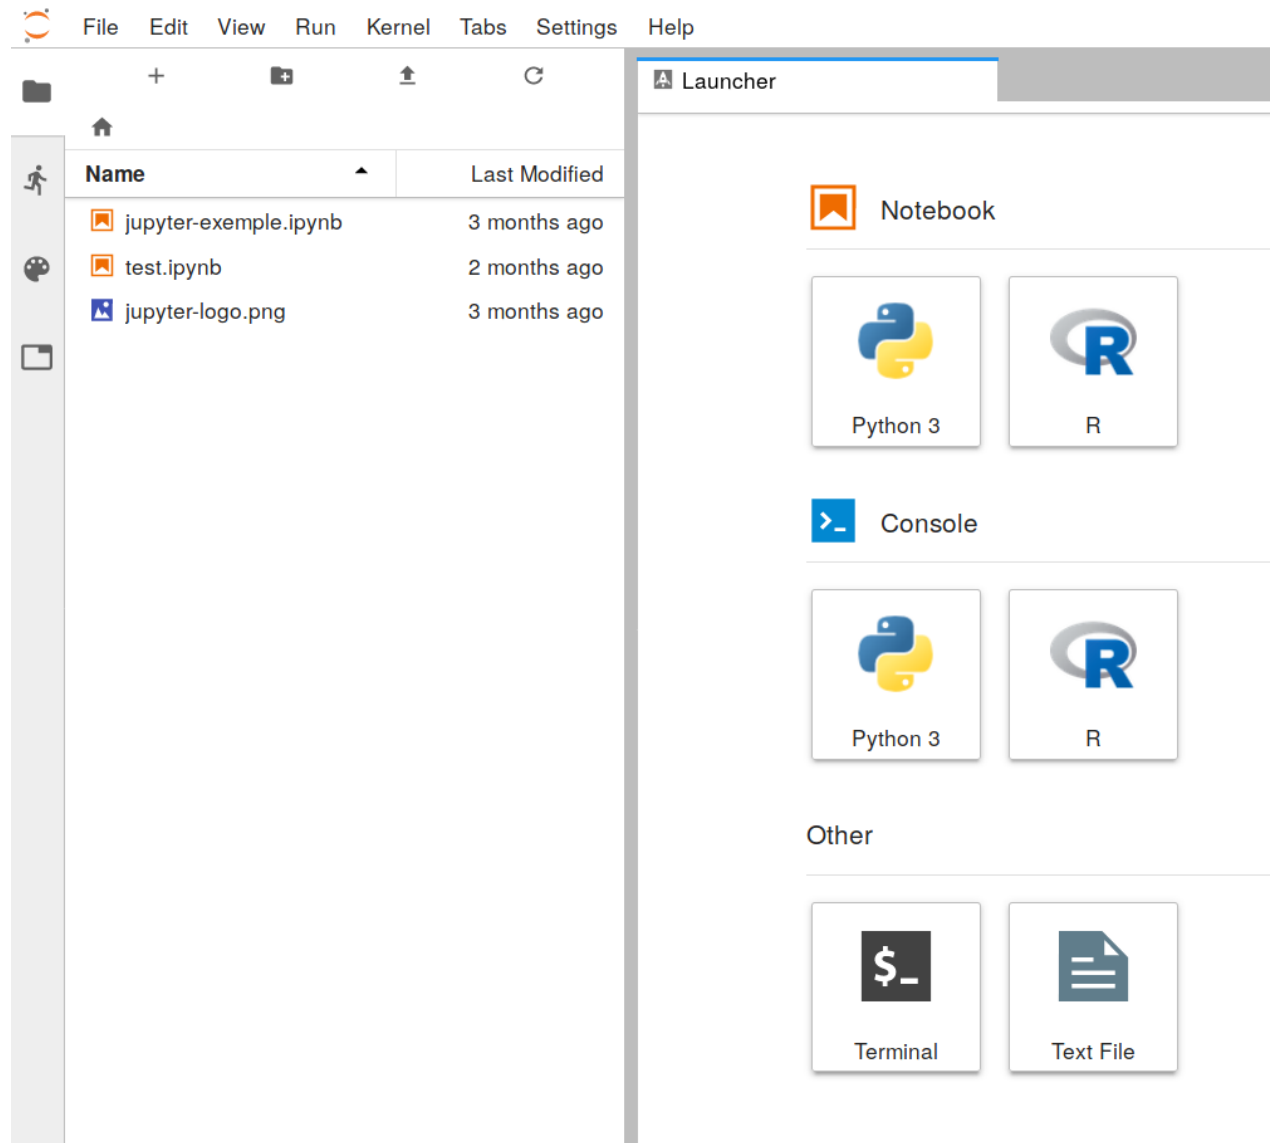 File Edit View Run Kernel Tabs Settings Help
Launcher
Name Last Modified
jupyter-exemple.ipynb 3 months ago
test.ipynb 2 months ago
jupyter-logo.png 3 months ago
Notebook
Python 3 R
Console
Python 3 R
Other
$_
Terminal Text File